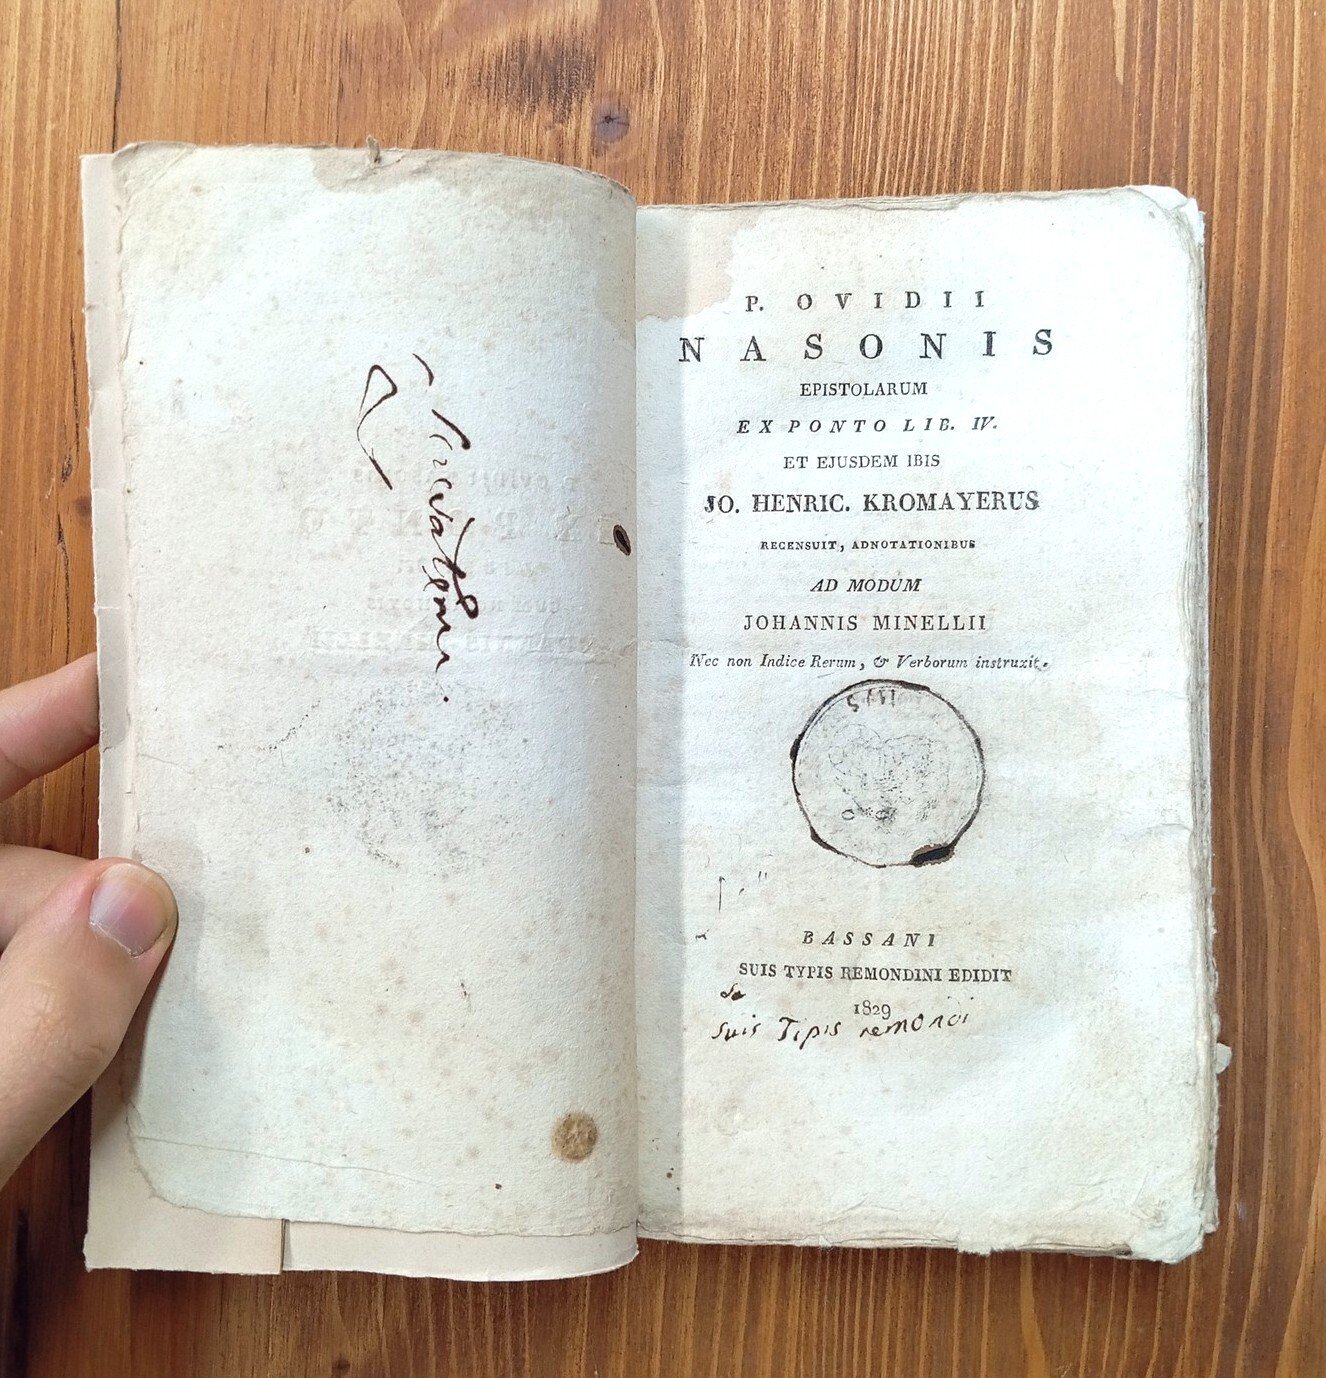 P. OVIDII
NASONIS
EPISTOLARUM
EX PONTO LIB. IV.
ET EJUSDEM IBIS
JO. HENRIC. KROMAYERUS
RECENSUIT, ADNOTATIONIBUS
AD MODUM
JOHANNIS MINELLII
Nec non Indice Rerum, & Verborum instruxit.
BASSANI
SUIS TYPIS REMONDINI EDIDIT
1829
suis Tipis